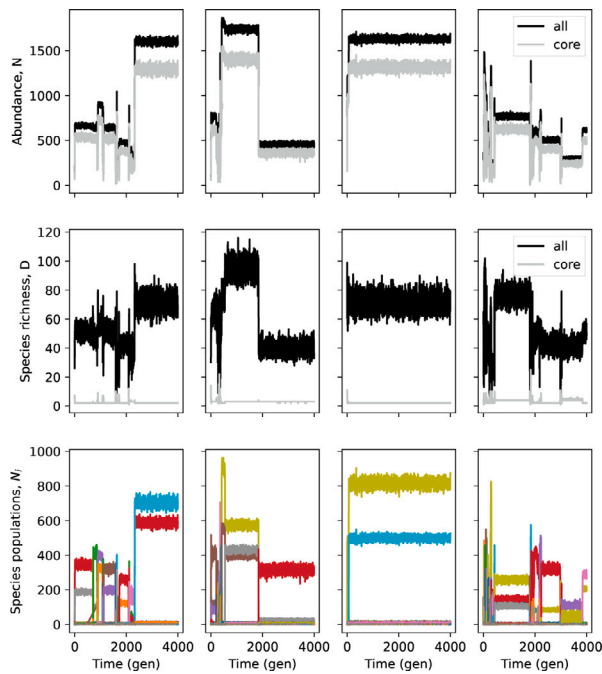 Abundance, N
1500
1000
500
0
all
core
all
core
Species richness, D
120
100
80
60
40
20
0
all
core
Species populations, Nᵢ
1000
800
600
400
200
0
0 2000 4000 0 2000 4000 0 2000 4000 0 2000 4000
Time (gen) Time (gen) Time (gen) Time (gen)